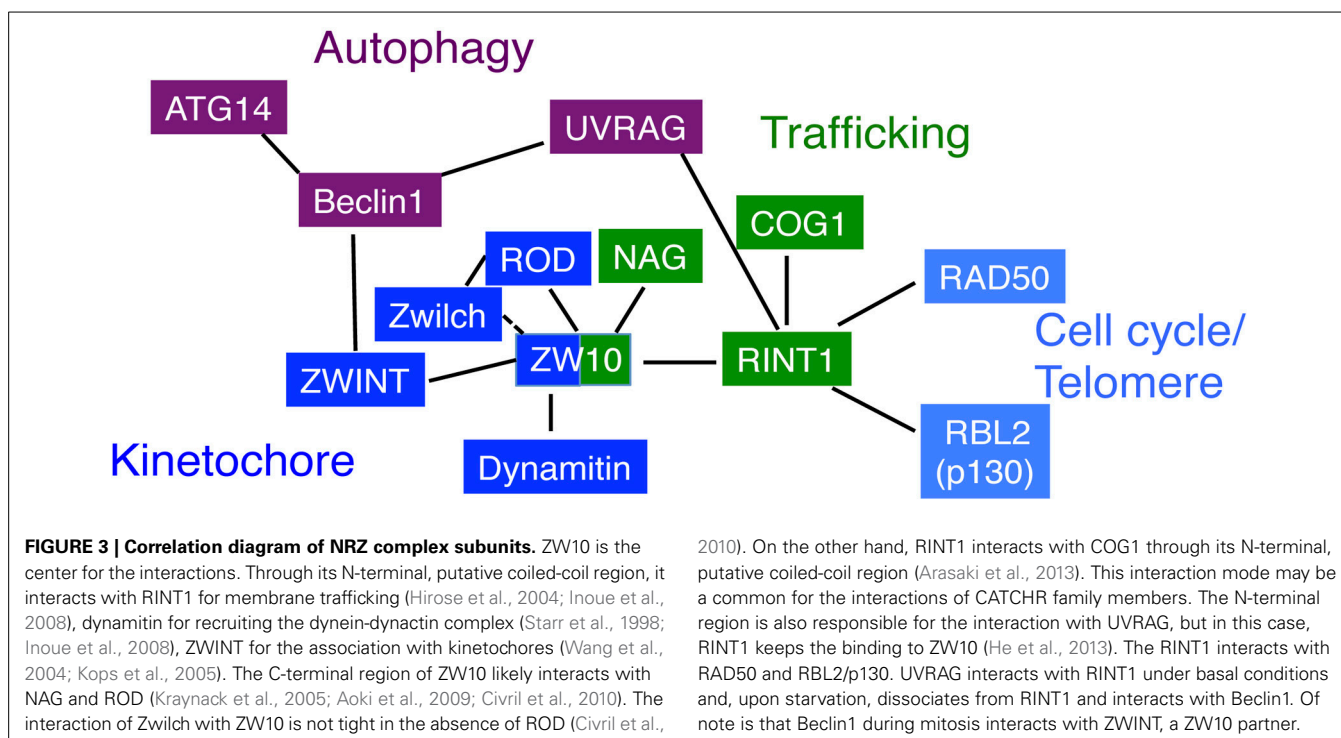 Autophagy
ATG14
UVRAG
Trafficking
Beclin1
COG1
ROD
NAG
RAD50
Zwilch
Cell cycle/
Telomere
ZWINT
ZW10
RINT1
Kinetochore
Dynamitin
RBL2
(p130)
FIGURE 3 | Correlation diagram of NRZ complex subunits. ZW10 is the
center for the interactions. Through its N-terminal, putative coiled-coil region, it
interacts with RINT1 for membrane trafficking (Hirose et al., 2004; Inoue et al.,
2008), dynamitin for recruiting the dynein-dynactin complex (Starr et al., 1998;
Inoue et al., 2008), ZWINT for the association with kinetochores (Wang et al.,
2004; Kops et al., 2005). The C-terminal region of ZW10 likely interacts with
NAG and ROD (Kraynack et al., 2005; Aoki et al., 2009; Civril et al., 2010). The
interaction of Zwilch with ZW10 is not tight in the absence of ROD (Civril et al.,
2010). On the other hand, RINT1 interacts with COG1 through its N-terminal,
putative coiled-coil region (Arasaki et al., 2013). This interaction mode may be
a common for the interactions of CATCHR family members. The N-terminal
region is also responsible for the interaction with UVRAG, but in this case,
RINT1 keeps the binding to ZW10 (He et al., 2013). The RINT1 interacts with
RAD50 and RBL2/p130. UVRAG interacts with RINT1 under basal conditions
and, upon starvation, dissociates from RINT1 and interacts with Beclin1. Of
note is that Beclin1 during mitosis interacts with ZWINT, a ZW10 partner.